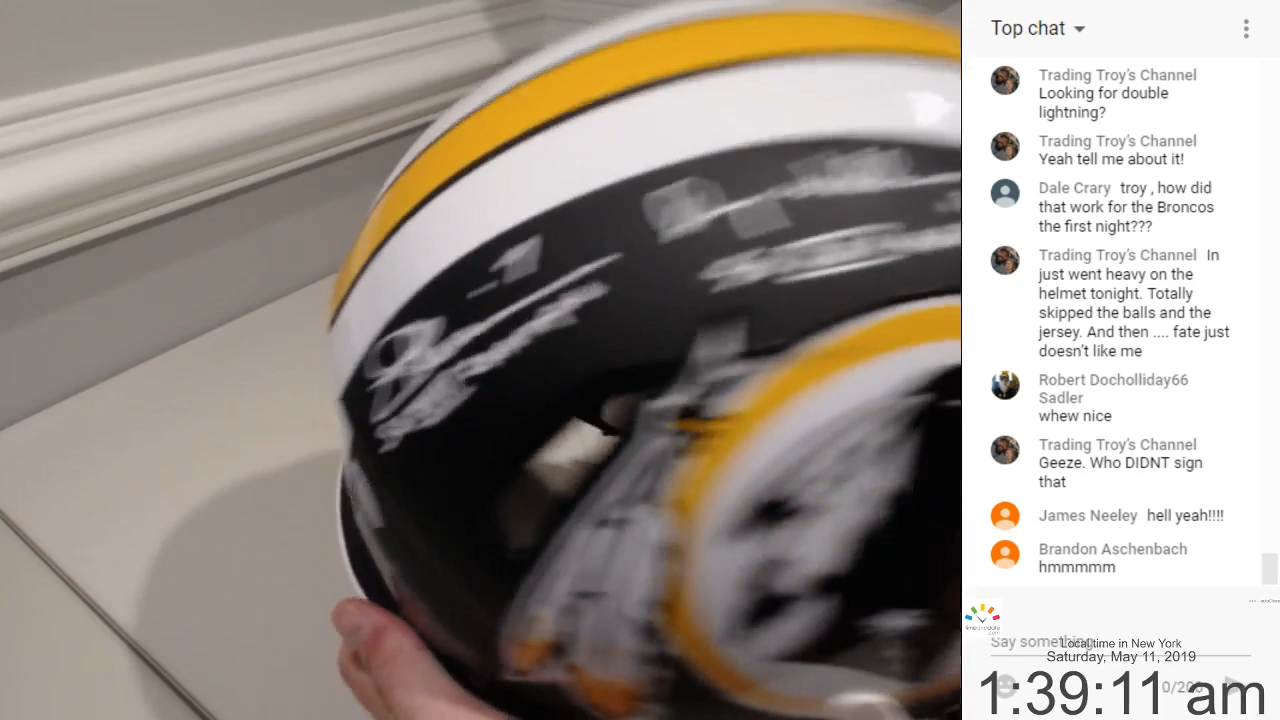 Top chat
Trading Troy's Channel
Looking for double
lightning?
Trading Troy's Channel
Yeah tell me about it!
Dale Crary troy , how did
that work for the Broncos
the first night???
Trading Troy's Channel In
just went heavy on the
helmet tonight. Totally
skipped the balls and the
jersey. And then .... fate just
doesn't like me
Robert Docholliday66
Sadler
whew nice
Trading Troy's Channel
Geeze. Who DIDNT sign
that
James Neeley hell yeah!!!!
Brandon Aschenbach
hmmmmm
Say something
Local time in New York
Saturday, May 11, 2019
1:39:11 am